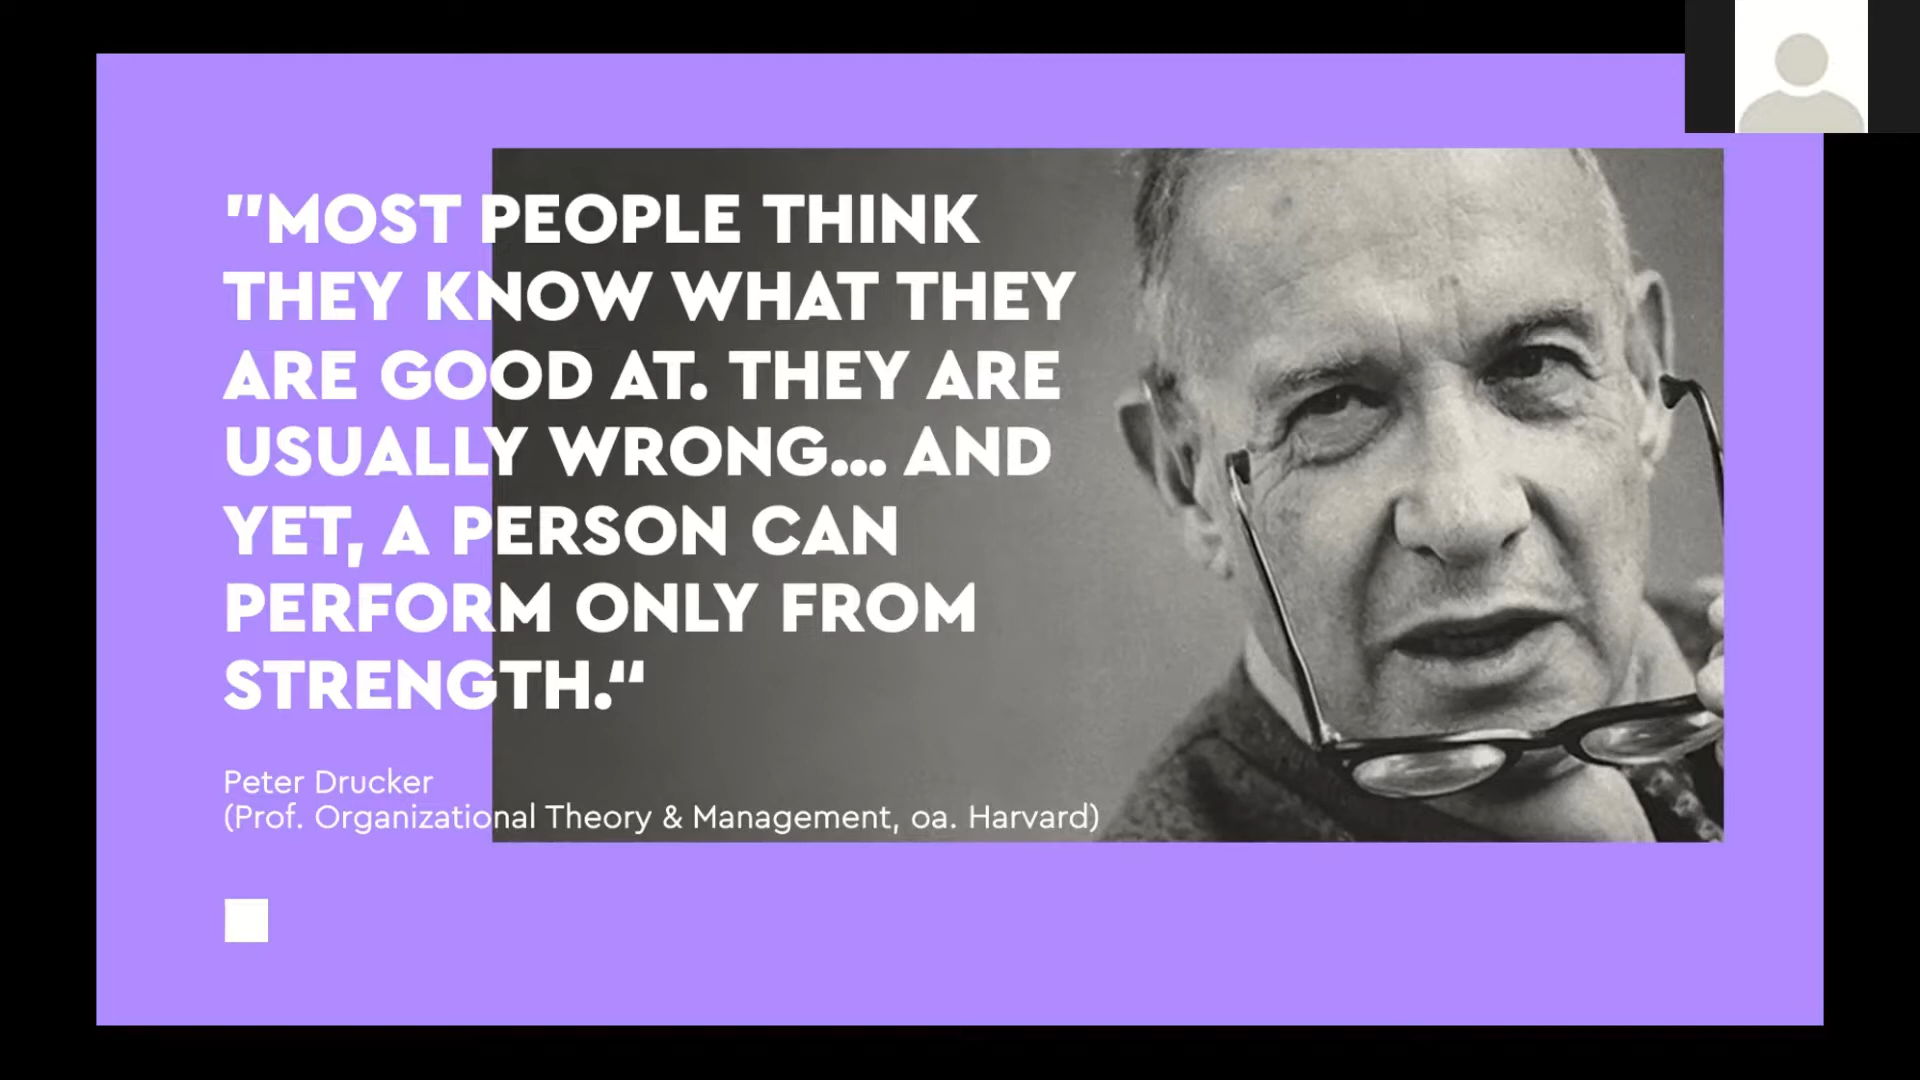 "MOST PEOPLE THINK
THEY KNOW WHAT THEY
ARE GOOD AT. THEY ARE
USUALLY WRONG... AND
YET, A PERSON CAN
PERFORM ONLY FROM
STRENGTH.“
Peter Drucker
(Prof. Organizational Theory & Management, oa. Harvard)